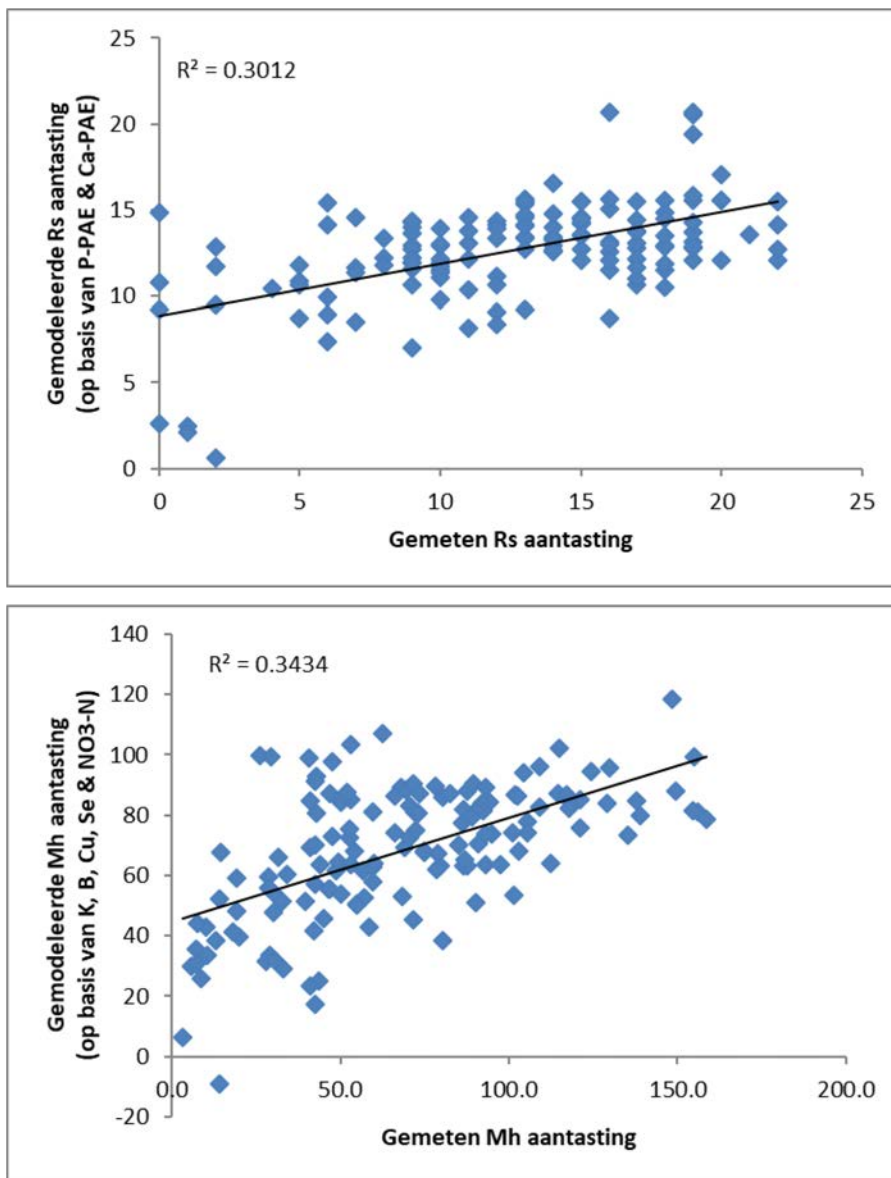 R² = 0.3012
Gemodeleerde Rs aantasting
(op basis van P-PAE & Ca-PAE)
25
20
15
10
5
0
0 5 10 15 20 25
Gemeten Rs aantasting
R² = 0.3434
Gemodeleerde Mh aantasting
(op basis van K, B, Cu, Se & NO3-N)
140
120
100
80
60
40
20
0
-20
0.0 50.0 100.0 150.0 200.0
Gemeten Mh aantasting